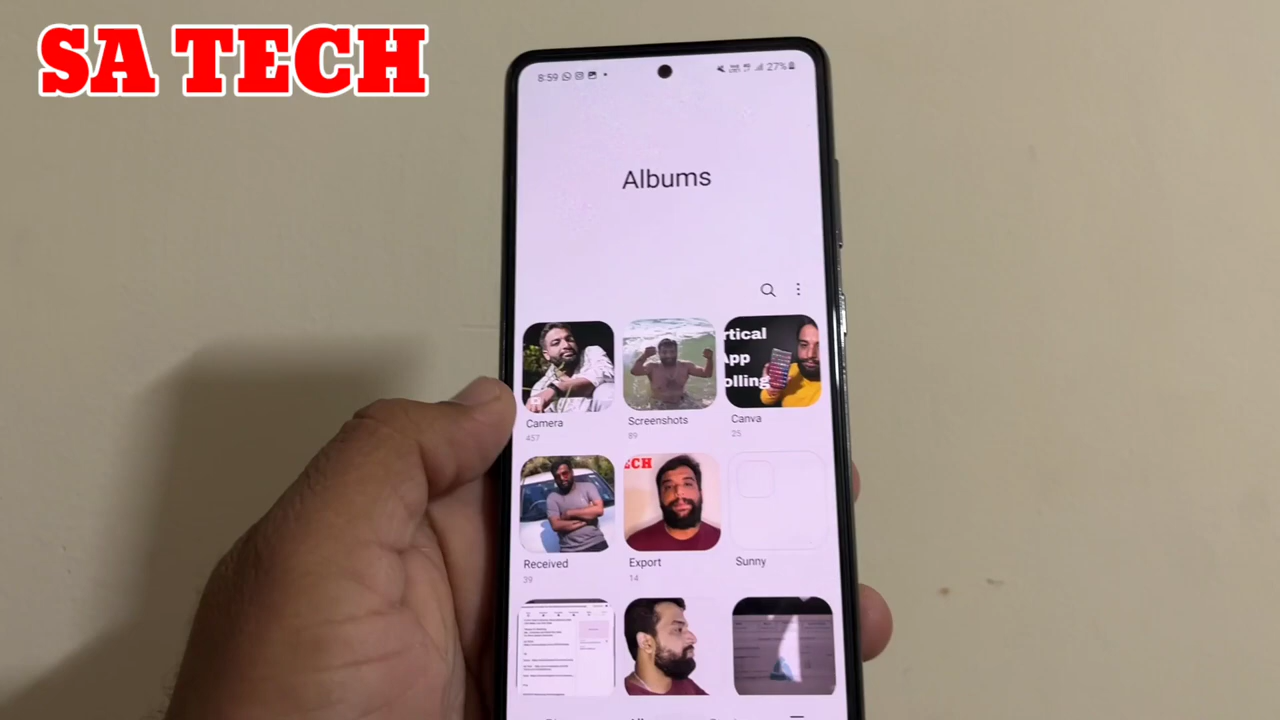 SA TECH
8:59
27%
Albums
rtical
App
olling
Camera
Screenshots
Canva
457
89
25
ECH
Received
Export
Sunny
39
14